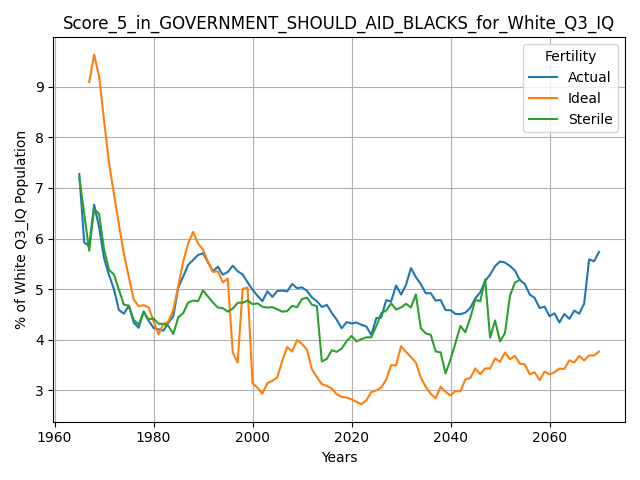 Score_5_in_GOVERNMENT_SHOULD_AID_BLACKS_for_White_Q3_IQ
Fertility
Actual
Ideal
Sterile
% of White Q3_IQ Population
9
8
7
6
5
4
3
1960
1980
2000
2020
2040
2060
Years